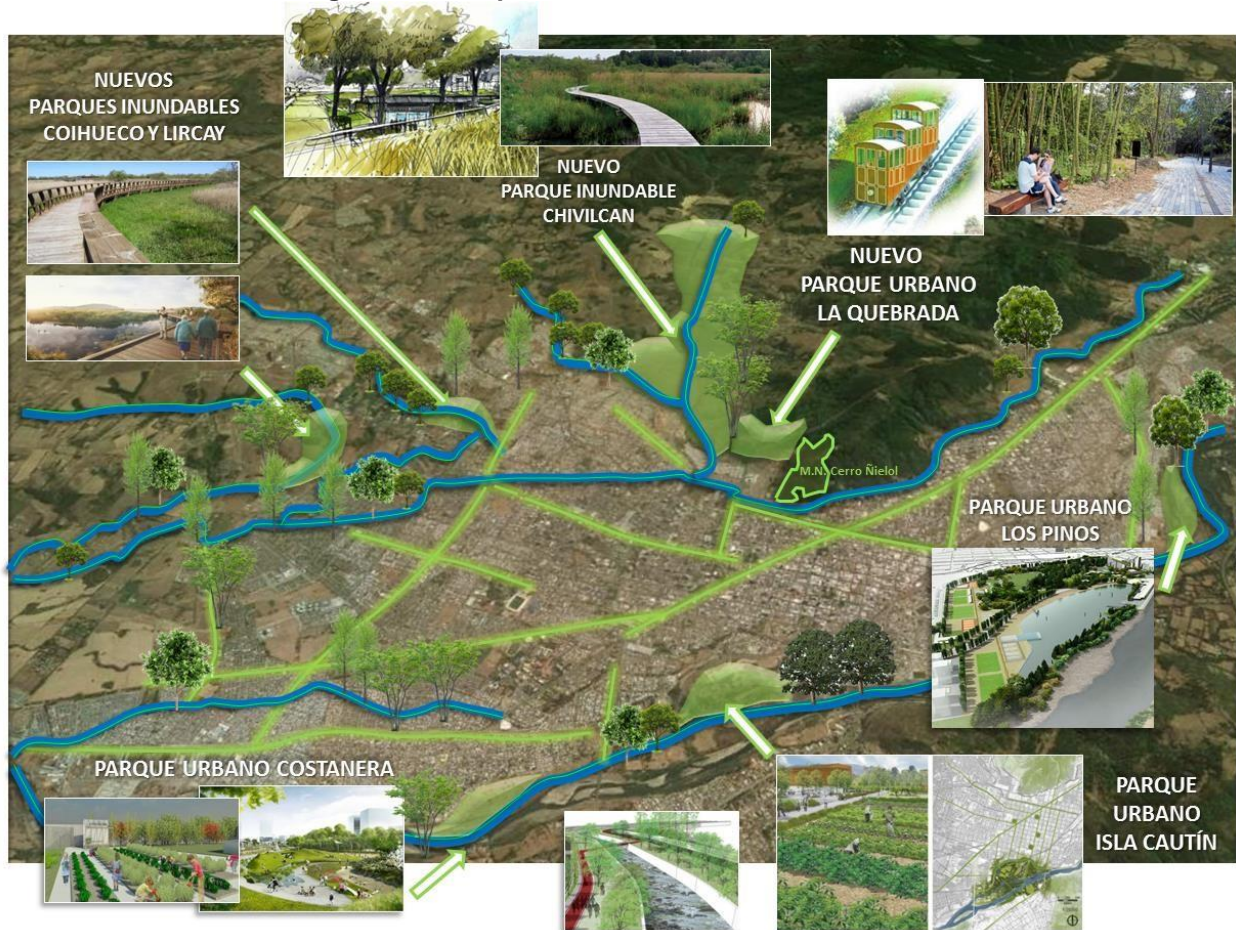 NUEVOS
PARQUES INUNDABLES
COIHUECO Y LIRCAY
NUEVO
PARQUE INUNDABLE
CHIVILCAN
NUEVO
PARQUE URBANO
LA QUEBRADA
M.N. Cerro Ñielol
PARQUE URBANO
LOS PINOS
PARQUE URBANO COSTANERA
PARQUE
URBANO
ISLA CAUTÍN